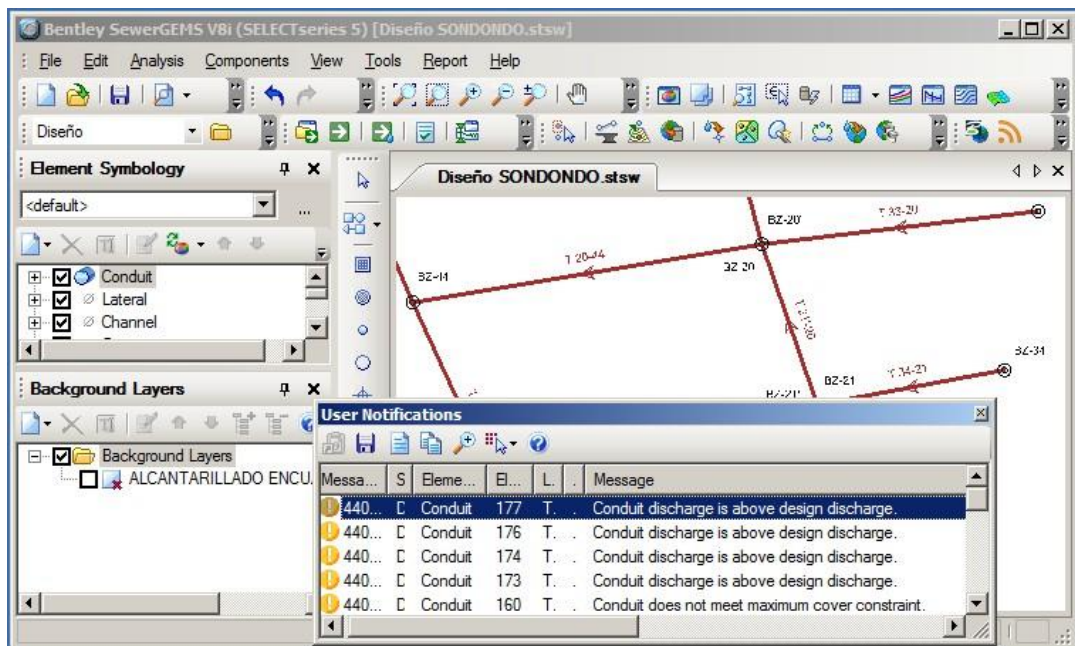 Bentley SewerGEMS V8i (SELECTseries 5) [Diseño SONDONDO.stsw]
File Edit Analysis Components View Tools Report Help
Diseño
Element Symbology
<default>
Conduit
Lateral
Channel
Background Layers
Background Layers
ALCANTARILLADO ENCU
Diseño SONDONDO.stsw
BZ-20
BZ-34
BZ-21
User Notifications
Messa... S Eleme... El... L. . Message
440... Conduit 177 T. . Conduit discharge is above design discharge.
440... Conduit 176 T. . Conduit discharge is above design discharge.
440... Conduit 174 T. . Conduit discharge is above design discharge.
440... Conduit 173 T. . Conduit discharge is above design discharge.
440... Conduit 160 T. . Conduit does not meet maximum cover constraint.